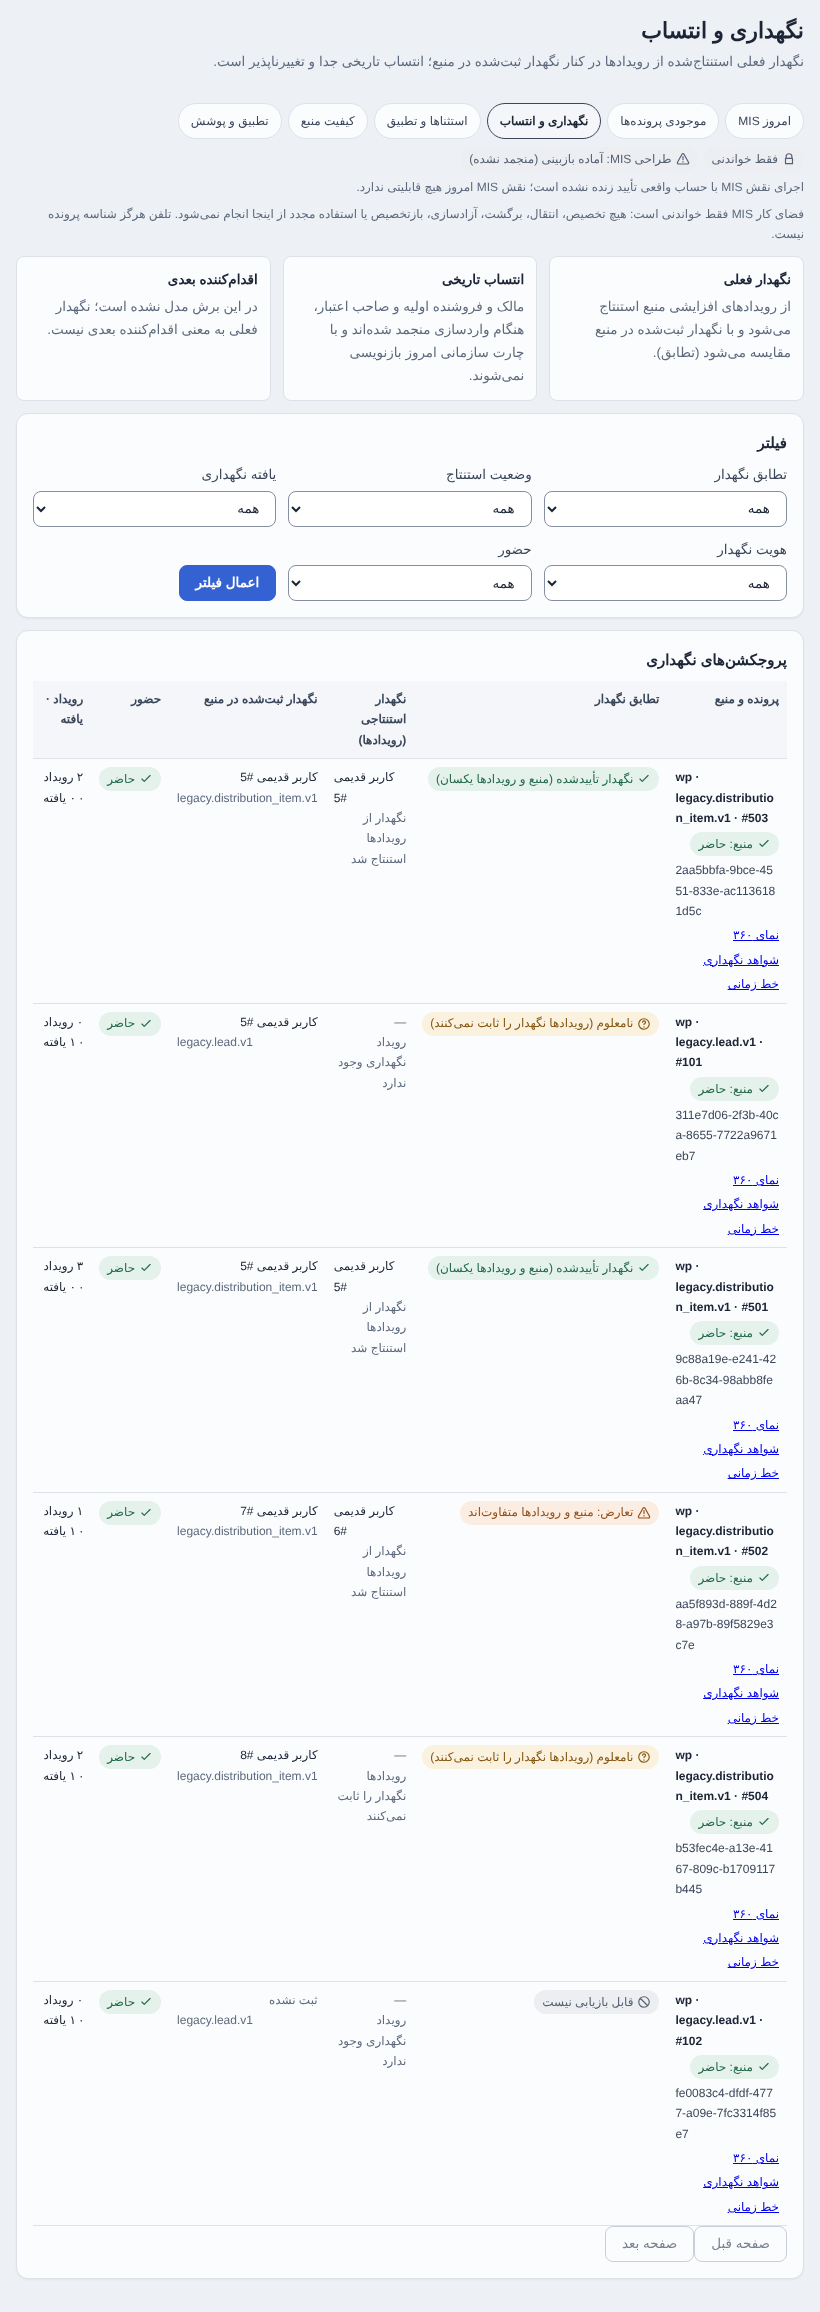 نگهداری و انتساب
نگهدار فعلی استنتاج‌شده از رویدادها در کنار نگهدار ثبت‌شده در منبع؛ انتساب تاریخی جدا و تغییرناپذیر است.
امروز MIS
موجودی پرونده‌ها
نگهداری و انتساب
استثناها و تطبیق
کیفیت منبع
تطبیق و پوشش
فقط خواندنی
طراحی MIS: آماده بازبینی (منجمد نشده)
اجرای نقش MIS با حساب واقعی تأیید زنده نشده است؛ نقش MIS امروز هیچ قابلیتی ندارد.
فضای کار MIS فقط خواندنی است: هیچ تخصیص، انتقال، برگشت، آزادسازی، بازتخصیص یا استفاده مجدد از اینجا انجام نمی‌شود. تلفن هرگز شناسه پرونده
نیست.
نگهدار فعلی
از رویدادهای افزایشی منبع استنتاج
می‌شود و با نگهدار ثبت‌شده در منبع
مقایسه می‌شود (تطابق).
انتساب تاریخی
مالک و فروشنده اولیه و صاحب اعتبار،
هنگام واردسازی منجمد شده‌اند و با
چارت سازمانی امروز بازنویسی
نمی‌شوند.
اقدام‌کننده بعدی
در این برش مدل نشده است؛ نگهدار
فعلی به معنی اقدام‌کننده بعدی نیست.
فیلتر
تطابق نگهدار
وضعیت استنتاج
یافته نگهداری
همه
همه
همه
هویت نگهدار
حضور
همه
همه
اعمال فیلتر
پروجکشن‌های نگهداری
پرونده و منبع
تطابق نگهدار
نگهدار
استنتاجی
(رویدادها)
نگهدار ثبت‌شده در منبع
حضور
رویداد ·
یافته
wp ·
legacy.distributio
n_item.v1 · #503
منبع: حاضر
2aa5bbfa-9bce-45
51-833e-ac113618
1d5c
نمای ۳۶۰
شواهد نگهداری
خط زمانی
نگهدار تأییدشده (منبع و رویدادها یکسان)
کاربر قدیمی
5#
نگهدار از
رویدادها
استنتاج شد
کاربر قدیمی #5
legacy.distribution_item.v1
حاضر
۲ رویداد
· ۰ یافته
wp ·
legacy.lead.v1 ·
#101
منبع: حاضر
311e7d06-2f3b-40c
a-8655-7722a9671
eb7
نمای ۳۶۰
شواهد نگهداری
خط زمانی
نامعلوم (رویدادها نگهدار را ثابت نمی‌کنند)
—
رویداد
نگهداری وجود
ندارد
کاربر قدیمی #5
legacy.lead.v1
حاضر
۰ رویداد
· ۱ یافته
wp ·
legacy.distributio
n_item.v1 · #501
منبع: حاضر
9c88a19e-e241-42
6b-8c34-98abb8fe
aa47
نمای ۳۶۰
شواهد نگهداری
خط زمانی
نگهدار تأییدشده (منبع و رویدادها یکسان)
کاربر قدیمی
5#
نگهدار از
رویدادها
استنتاج شد
کاربر قدیمی #5
legacy.distribution_item.v1
حاضر
۳ رویداد
· ۰ یافته
wp ·
legacy.distributio
n_item.v1 · #502
منبع: حاضر
aa5f893d-889f-4d2
8-a97b-89f5829e3
c7e
نمای ۳۶۰
شواهد نگهداری
خط زمانی
تعارض: منبع و رویدادها متفاوت‌اند
کاربر قدیمی
6#
نگهدار از
رویدادها
استنتاج شد
کاربر قدیمی #7
legacy.distribution_item.v1
حاضر
۱ رویداد
· ۱ یافته
wp ·
legacy.distributio
n_item.v1 · #504
منبع: حاضر
b53fec4e-a13e-41
67-809c-b1709117
b445
نمای ۳۶۰
شواهد نگهداری
خط زمانی
نامعلوم (رویدادها نگهدار را ثابت نمی‌کنند)
—
رویدادها
نگهدار را ثابت
نمی‌کنند
کاربر قدیمی #8
legacy.distribution_item.v1
حاضر
۲ رویداد
· ۱ یافته
wp ·
legacy.lead.v1 ·
#102
منبع: حاضر
fe0083c4-dfdf-477
7-a09e-7fc3314f85
e7
نمای ۳۶۰
شواهد نگهداری
خط زمانی
قابل بازیابی نیست
—
رویداد
نگهداری وجود
ندارد
ثبت نشده
legacy.lead.v1
حاضر
۰ رویداد
· ۱ یافته
صفحه قبل
صفحه بعد